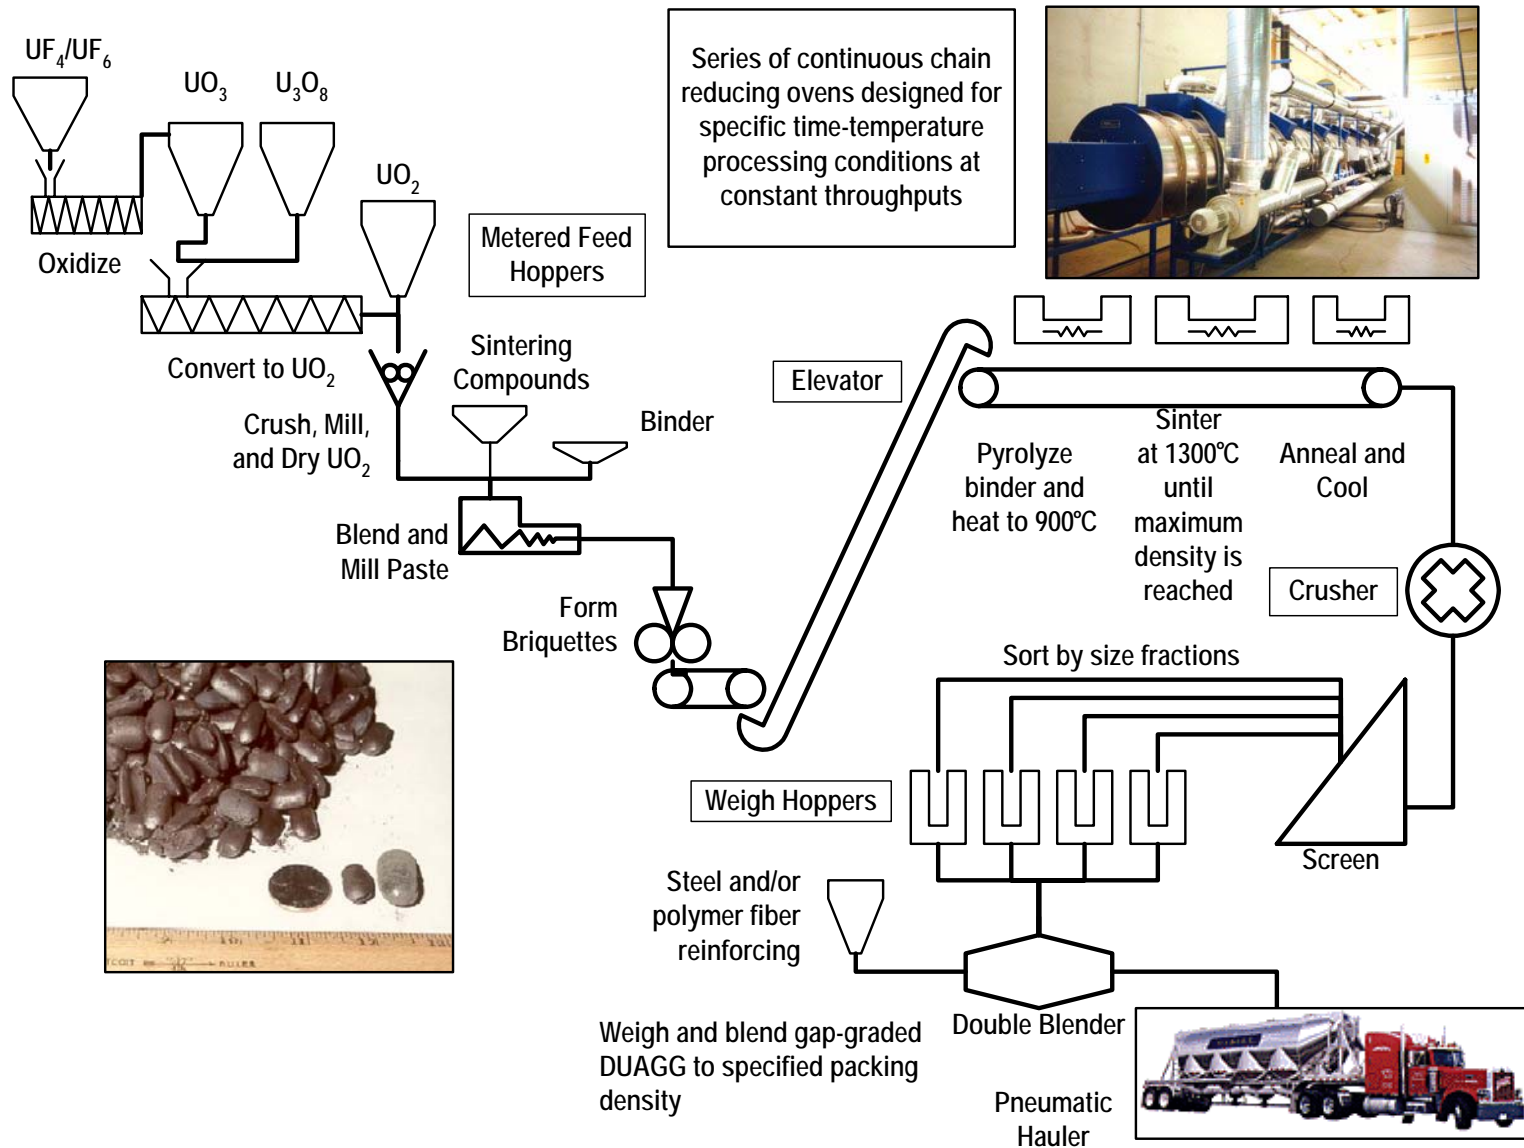 UF4/UF6
UO3
U3O8
UO2
Oxidize
Convert to UO2
Metered Feed
Hoppers
Series of continuous chain
reducing ovens designed for
specific time-temperature
processing conditions at
constant throughputs
Crush, Mill,
and Dry UO2
Sintering
Compounds
Binder
Blend and
Mill Paste
Form
Briquettes
Elevator
Pyrolyze
binder and
heat to 900°C
Sinter
at 1300°C
until
maximum
density is
reached
Anneal and
Cool
Crusher
Sort by size fractions
Screen
Weigh Hoppers
Steel and/or
polymer fiber
reinforcing
Double Blender
Weigh and blend gap-graded
DUAGG to specified packing
density
Pneumatic
Hauler
RULER